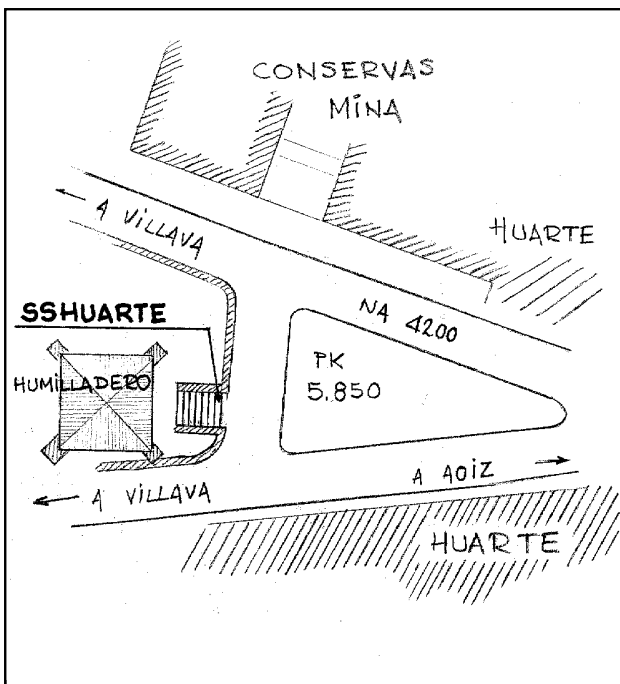 CONSERVAS
MINA
A VILLAVA
HUARTE
SSHUARTE
NA 4200
PK
5.850
HUMILLADERO
A AOIZ
A VILLAVA
HUARTE